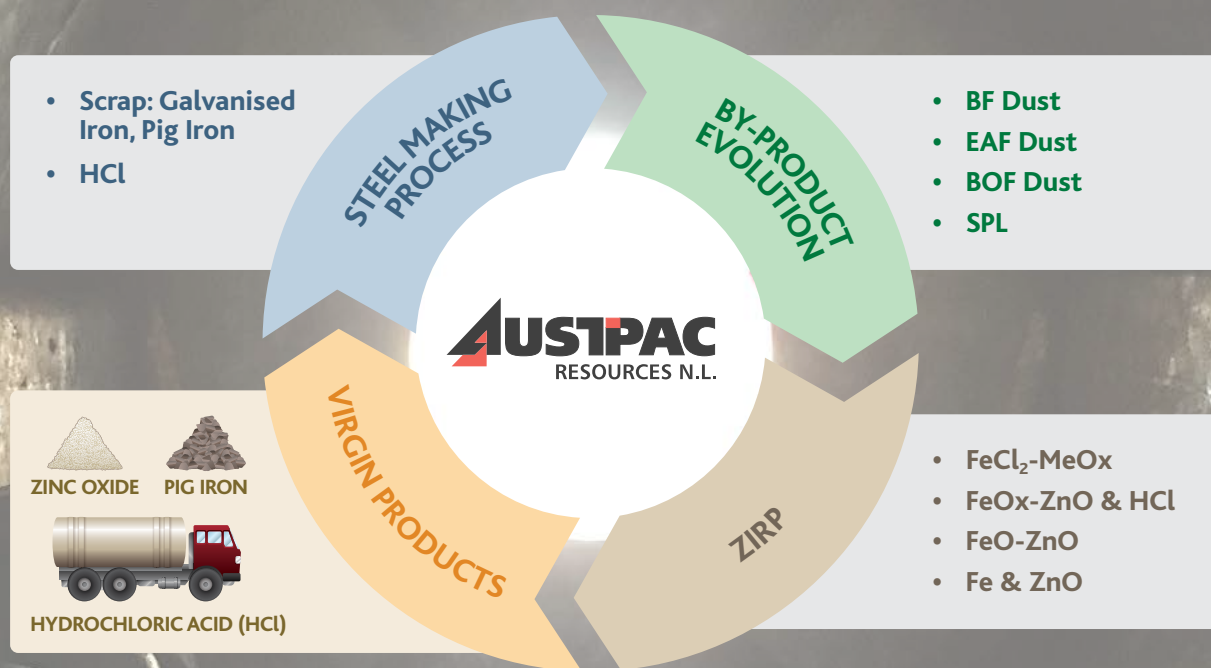 • Scrap: Galvanised
Iron, Pig Iron
• HCl
STEEL MAKING
PROCESS
BY-PRODUCT
EVOLUTION
• BF Dust
• EAF Dust
• BOF Dust
• SPL
AUSTPAC
RESOURCES N.L.
ZINC OXIDE
PIG IRON
HYDROCHLORIC ACID (HCl)
VIRGIN PRODUCTS
ZIRP
• FeCl₂-MeOx
• FeOx-ZnO & HCl
• FeO-ZnO
• Fe & ZnO